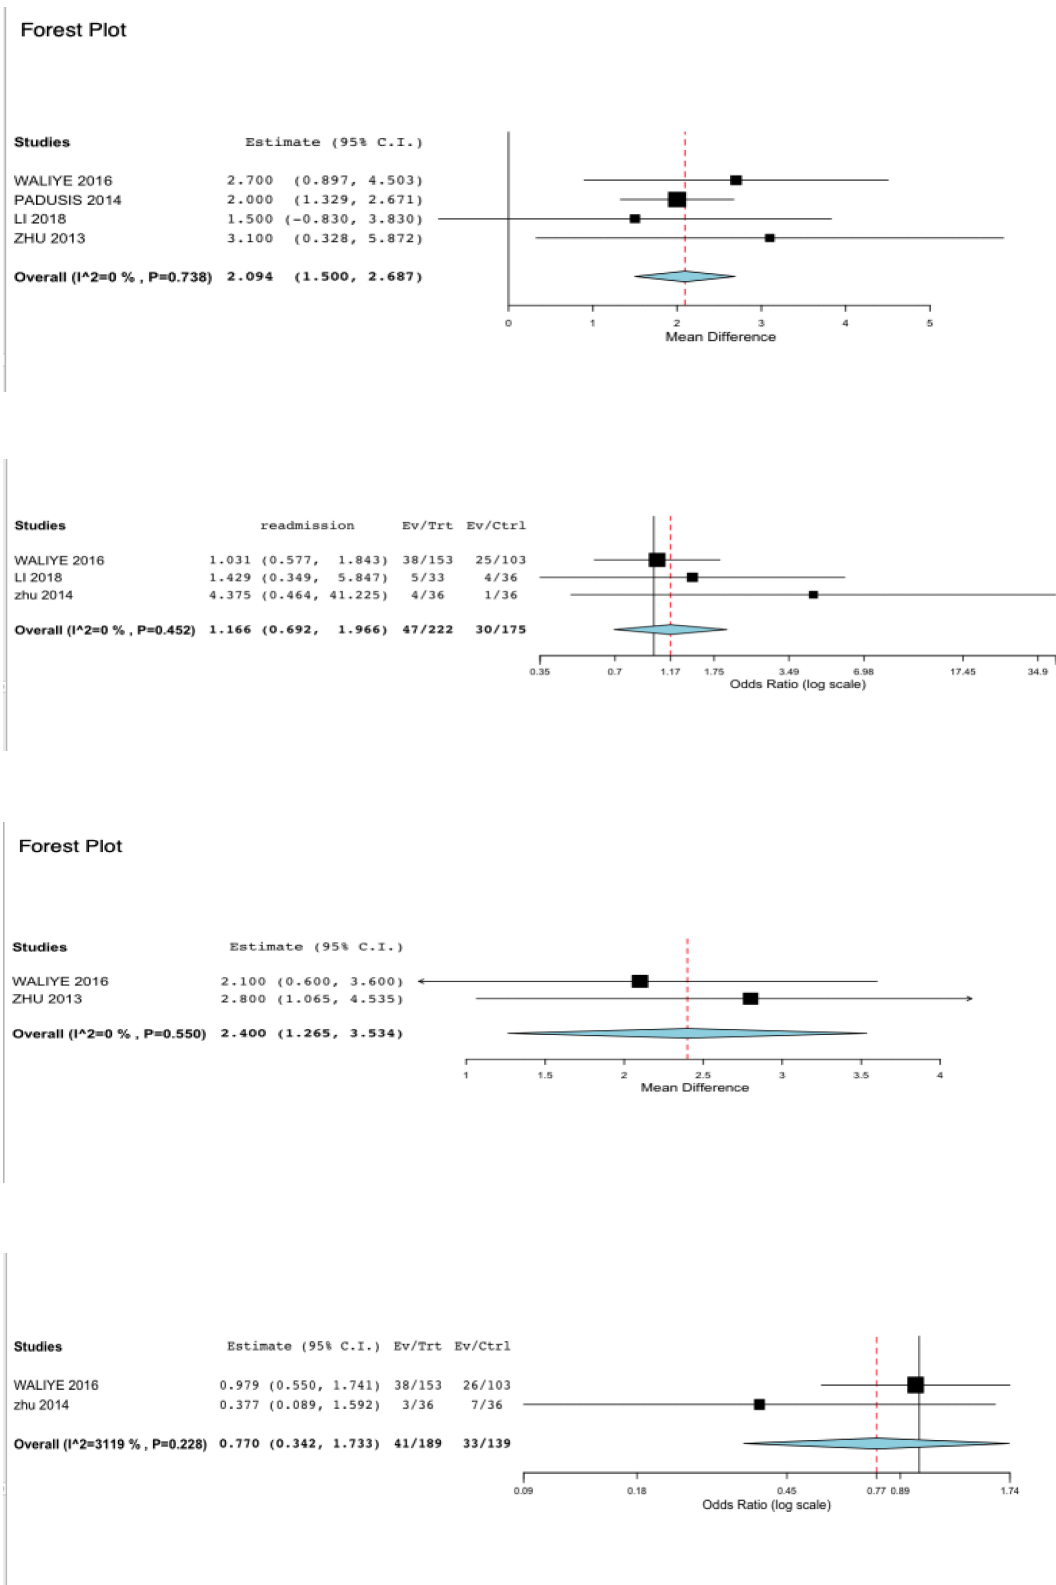 Forest Plot
Studies Estimate (95% C.I.)
WALIYE 2016 2.700 (0.897, 4.503)
PADUSIS 2014 2.000 (1.329, 2.671)
LI 2018 1.500 (-0.830, 3.830)
ZHU 2013 3.100 (0.328, 5.872)
Overall (I^2=0 % , P=0.738) 2.094 (1.500, 2.687)
0 1 2 3 4 5
Mean Difference
Studies readmission Ev/Trt Ev/Ctrl
WALIYE 2016 1.031 (0.577, 1.843) 38/153 25/103
LI 2018 1.429 (0.349, 5.847) 5/33 4/36
zhu 2014 4.375 (0.464, 41.225) 4/36 1/36
Overall (I^2=0 % , P=0.452) 1.166 (0.692, 1.966) 47/222 30/175
0.35 0.7 1.17 1.75 3.49 6.98 17.45 34.9
Odds Ratio (log scale)
Forest Plot
Studies Estimate (95% C.I.)
WALIYE 2016 2.100 (0.600, 3.600)
ZHU 2013 2.800 (1.065, 4.535)
Overall (I^2=0 % , P=0.550) 2.400 (1.265, 3.534)
1 1.5 2 2.5 3 3.5 4
Mean Difference
Studies Estimate (95% C.I.) Ev/Trt Ev/Ctrl
WALIYE 2016 0.979 (0.550, 1.741) 38/153 26/103
zhu 2014 0.377 (0.089, 1.592) 3/36 7/36
Overall (I^2=3119 % , P=0.228) 0.770 (0.342, 1.733) 41/189 33/139
0.09 0.18 0.45 0.77 0.89 1.74
Odds Ratio (log scale)